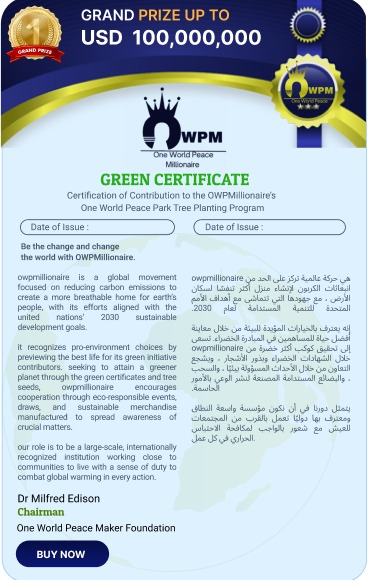 1
GRAND PRIZE
GRAND PRIZE UP TO
USD 100,000,000
OWPM
One World Peace
★★★
OWPM
One World Peace
Millionaire
GREEN CERTIFICATE
Certification of Contribution to the OWPMillionaire's
One World Peace Park Tree Planting Program
Date of Issue :
Date of Issue :
Be the change and change
the world with OWPMillionaire.
owpmillionaire is a global movement
focused on reducing carbon emissions to
create a more breathable home for earth's
people, with its efforts aligned with the
united nations' 2030 sustainable
development goals.
it recognizes pro-environment choices by
previewing the best life for its green initiative
contributors. seeking to attain a greener
planet through the green certificates and tree
seeds, owpmillionaire encourages
cooperation through eco-responsible events,
draws, and sustainable merchandise
manufactured to spread awareness of
crucial matters.
our role is to be a large-scale, internationally
recognized institution working close to
communities to live with a sense of duty to
combat global warming in every action.
هي حركة عالمية تركز على الحد من owpmillionaire
انبعاثات الكربون لإنشاء منزل أكثر تنفسًا لسكان
الأرض ، مع جهودها التي تتماشى مع أهداف الأمم
المتحدة للتنمية المستدامة لعام 2030.
إنه يعترف بالخيارات المؤيدة للبيئة من خلال معاينة
أفضل حياة للمساهمين في المبادرة الخضراء. تسعى
owpmillionaire إلى تحقيق كوكب أكثر خضرة من
خلال الشهادات الخضراء وبذور الأشجار ، ويشجع
التعاون من خلال الأحداث المسؤولة بيئيًا ، والسحب
، والبضائع المستدامة المصنعة لنشر الوعي بالأمور
الحاسمة.
يتمثل دورنا في أن نكون مؤسسة واسعة النطاق
ومعترف بها دوليًا تعمل بالقرب من المجتمعات
للعيش مع شعور بالواجب لمكافحة الاحتباس
الحراري في كل عمل.
Dr Milfred Edison
Chairman
One World Peace Maker Foundation
BUY NOW